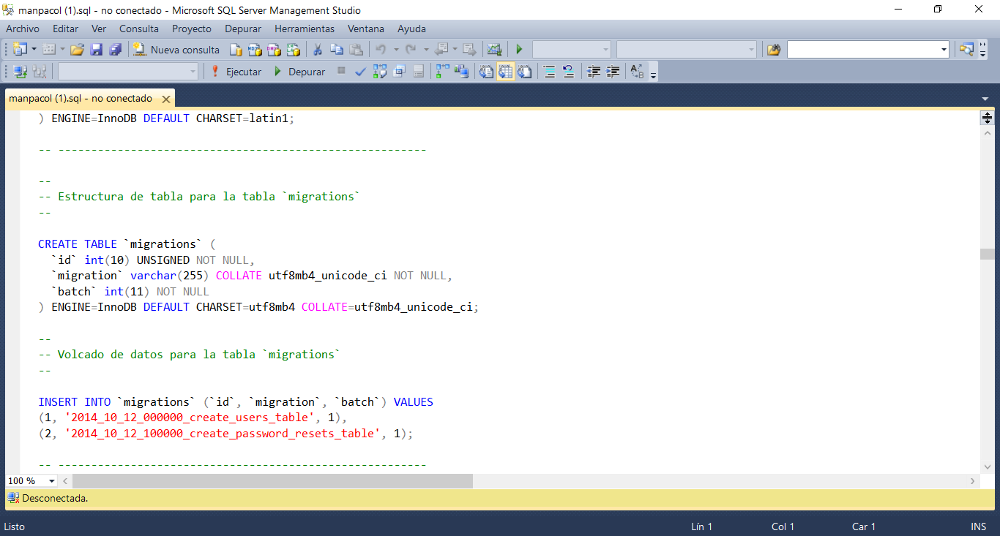 manpacol (1).sql - no conectado - Microsoft SQL Server Management Studio
Archivo Editar Ver Consulta Proyecto Depurar Herramientas Ventana Ayuda
Nueva consulta
Ejecutar Depurar
manpacol (1).sql - no conectado
) ENGINE=InnoDB DEFAULT CHARSET=latin1;
-- --------------------------------------------------------
--
-- Estructura de tabla para la tabla `migrations`
--
CREATE TABLE `migrations` (
`id` int(10) UNSIGNED NOT NULL,
`migration` varchar(255) COLLATE utf8mb4_unicode_ci NOT NULL,
`batch` int(11) NOT NULL
) ENGINE=InnoDB DEFAULT CHARSET=utf8mb4 COLLATE=utf8mb4_unicode_ci;
--
-- Volcado de datos para la tabla `migrations`
--
INSERT INTO `migrations` (`id`, `migration`, `batch`) VALUES
(1, '2014_10_12_000000_create_users_table', 1),
(2, '2014_10_12_100000_create_password_resets_table', 1);
-- --------------------------------------------------------
100 %
Desconectada.
Listo Lín 1 Col 1 Car 1 INS